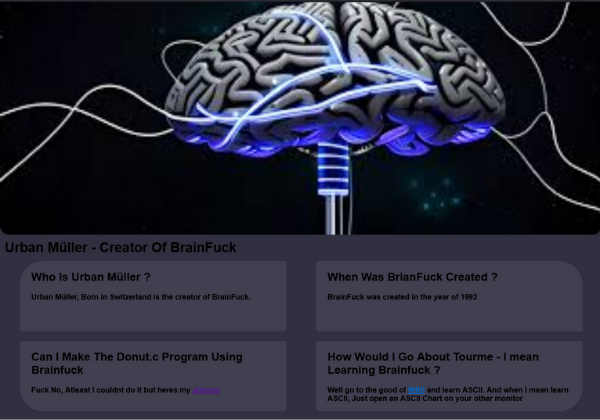 Urban Müller - Creator Of BrainFuck
Who Is Urban Müller ?
Urban Müller, Born in Switzerland is the creator of BrainFuck.
When Was BrianFuck Created ?
BrainFuck was created in the year of 1992
Can I Make The Donut.c Program Using
Brainfuck
Fuck No, Atleast I couldnt do it but heres my
How Would I Go About Tourme - I mean
Learning Brainfuck ?
Well go to the good ol and learn ASCII. And when I mean learn
ASCII, Just open an ASCII Chart on your other monitor